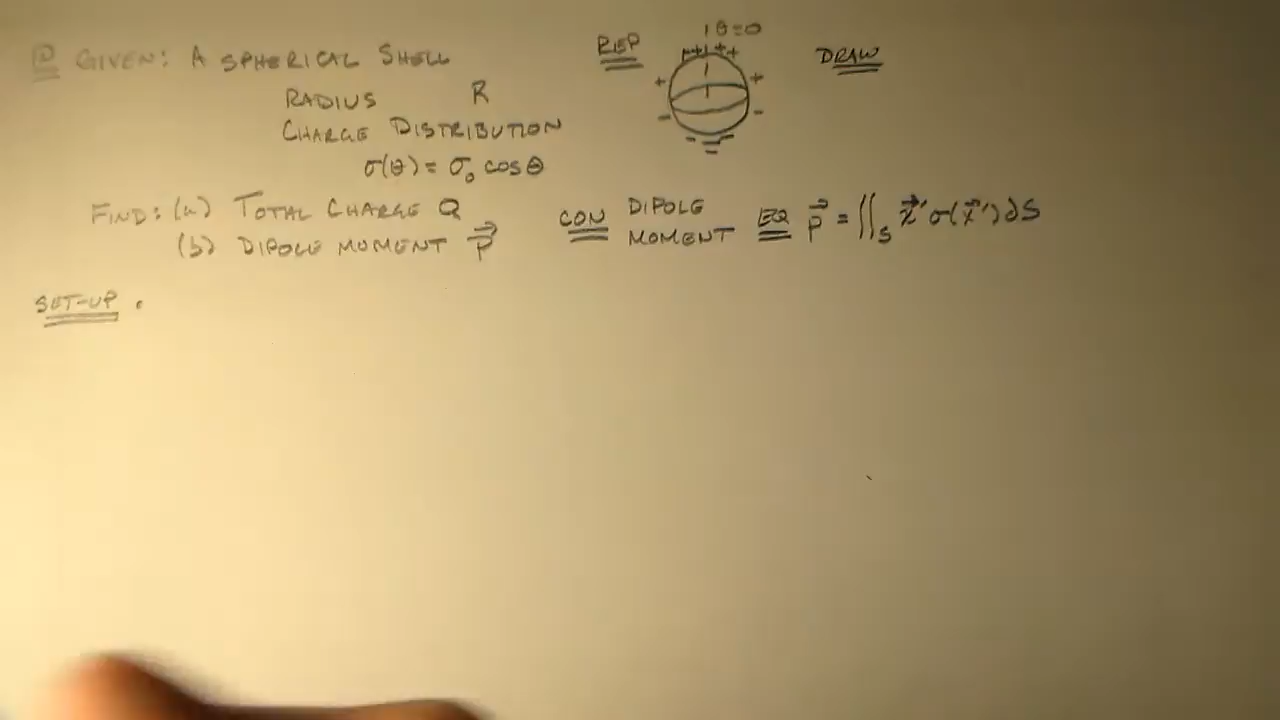 P GIVEN: A SPHERICAL SHELL
RADIUS R
CHARGE DISTRIBUTION
σ(θ) = σ₀ cosθ
REP
θ=0
DRAW
FIND: (a) TOTAL CHARGE Q
(b) DIPOLE MOMENT p⃗
CON DIPOLE MOMENT
EQ p⃗ = ∬ₛ x⃗'σ(x⃗')dS
SET-UP